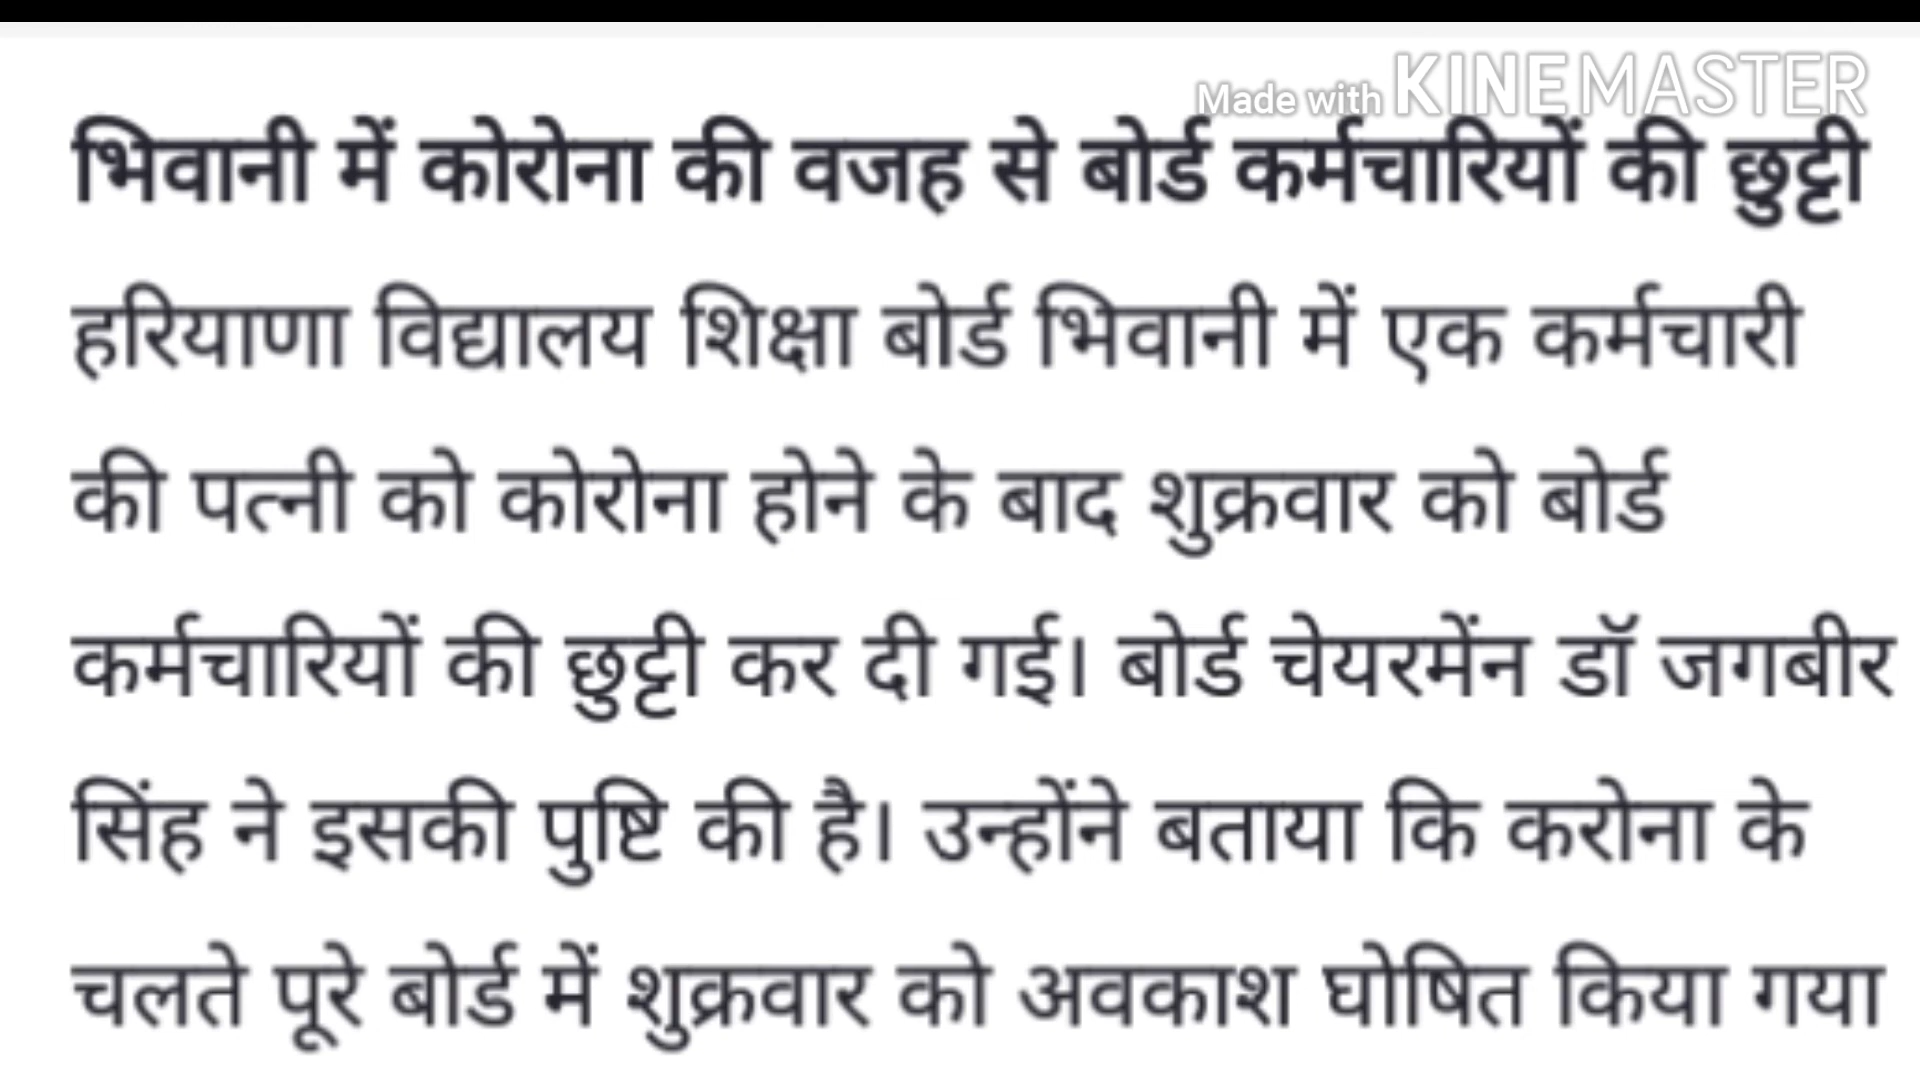 Made with KINEMASTER
भिवानी में कोरोना की वजह से बोर्ड कर्मचारियों की छुट्टी
हरियाणा विद्यालय शिक्षा बोर्ड भिवानी में एक कर्मचारी
की पत्नी को कोरोना होने के बाद शुक्रवार को बोर्ड
कर्मचारियों की छुट्टी कर दी गई। बोर्ड चेयरमेंन डॉ जगबीर
सिंह ने इसकी पुष्टि की है। उन्होंने बताया कि करोना के
चलते पूरे बोर्ड में शुक्रवार को अवकाश घोषित किया गया